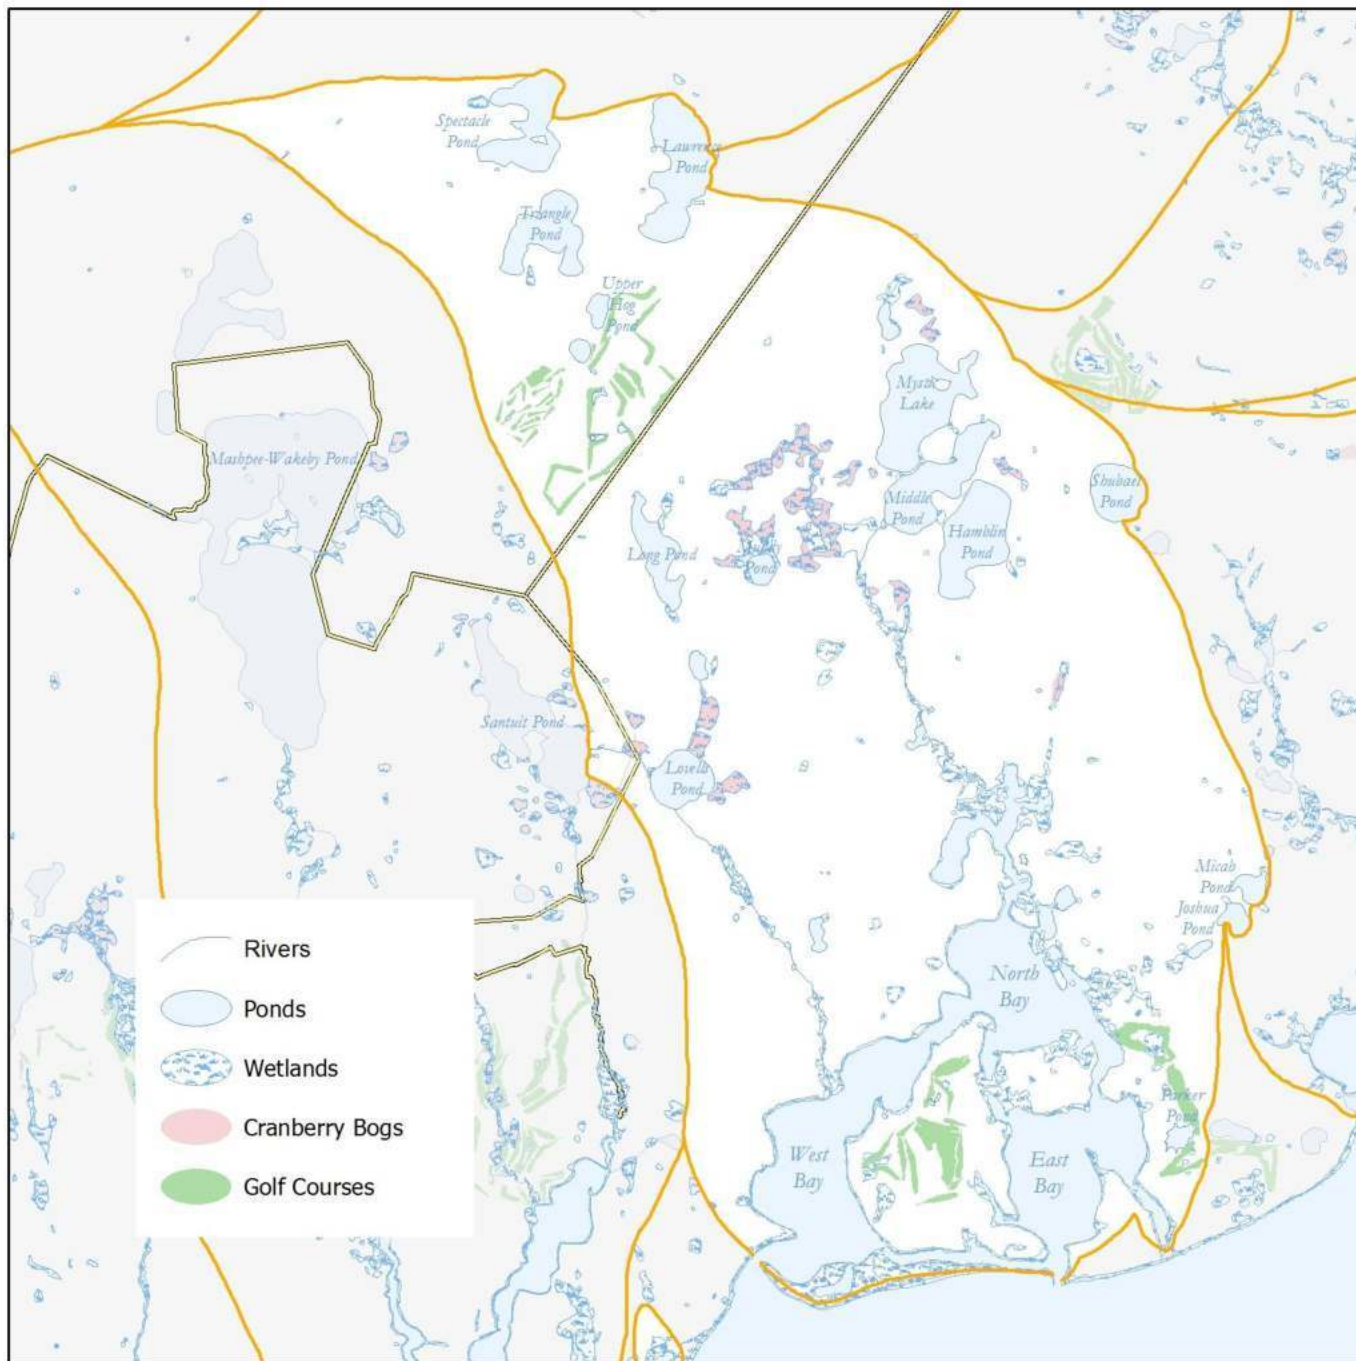 Spectacle
Pond
Lawrence
Pond
Triangle
Pond
Upper
Hog
Pond
Mystic
Lake
Mashpee-Wakeby Pond
Shubael
Pond
Middle
Pond
Hamblin
Pond
Long Pond
Pond
Santuit Pond
Lovells
Pond
Micah
Pond
Joshua
Pond
North
Bay
Parker
Pond
West
Bay
East
Bay
Rivers
Ponds
Wetlands
Cranberry Bogs
Golf Courses